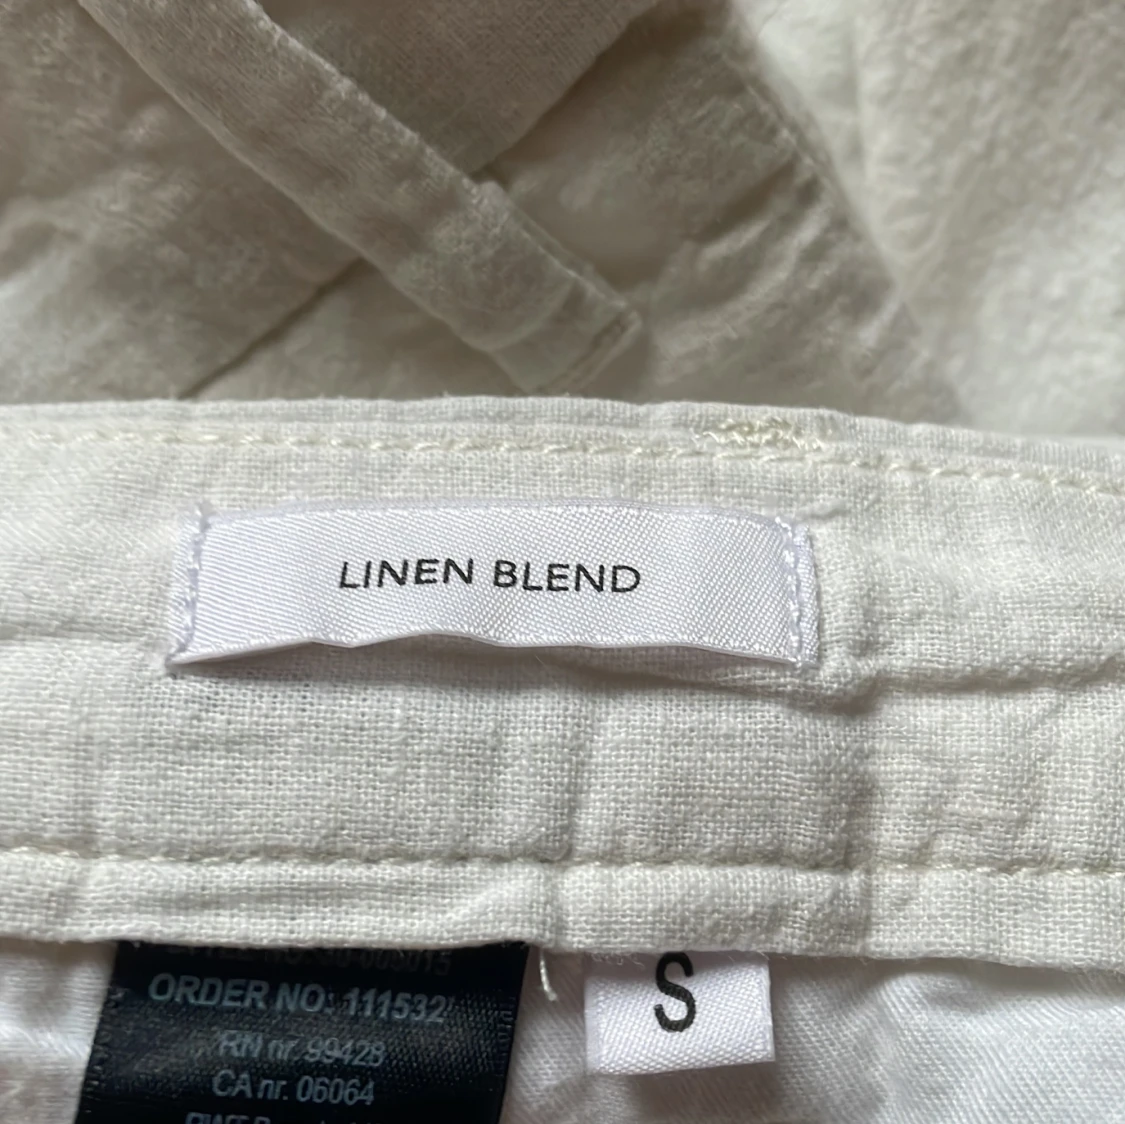 LINEN BLEND
S
ORDER NO: 111532
RN nr. 99428
CA nr. 06064